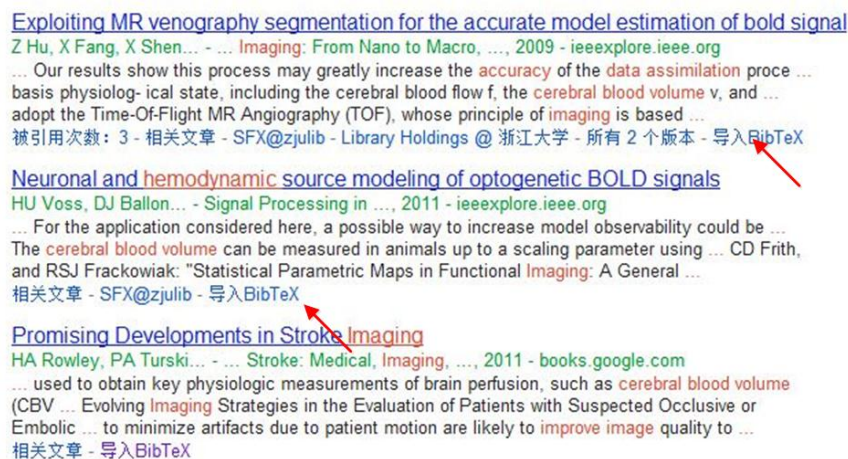 Exploiting MR venography segmentation for the accurate model estimation of bold signal
Z Hu, X Fang, X Shen... - ... Imaging: From Nano to Macro, ..., 2009 - ieeexplore.ieee.org
... Our results show this process may greatly increase the accuracy of the data assimilation proce ...
basis physiolog- ical state, including the cerebral blood flow f, the cerebral blood volume v, and ...
adopt the Time-Of-Flight MR Angiography (TOF), whose principle of imaging is based ...
被引用次数：3 - 相关文章 - SFX@zjulib - Library Holdings @ 浙江大学 - 所有 2 个版本 - 导入BibTeX
Neuronal and hemodynamic source modeling of optogenetic BOLD signals
HU Voss, DJ Ballon... - Signal Processing in ..., 2011 - ieeexplore.ieee.org
... For the application considered here, a possible way to increase model observability could be ...
The cerebral blood volume can be measured in animals up to a scaling parameter using ... CD Frith,
and RSJ Frackowiak: "Statistical Parametric Maps in Functional Imaging: A General ...
相关文章 - SFX@zjulib - 导入BibTeX
Promising Developments in Stroke Imaging
HA Rowley, PA Turski... - ... Stroke: Medical, Imaging, ..., 2011 - books.google.com
... used to obtain key physiologic measurements of brain perfusion, such as cerebral blood volume
(CBV ... Evolving Imaging Strategies in the Evaluation of Patients with Suspected Occlusive or
Embolic ... to minimize artifacts due to patient motion are likely to improve image quality to ...
相关文章 - 导入BibTeX